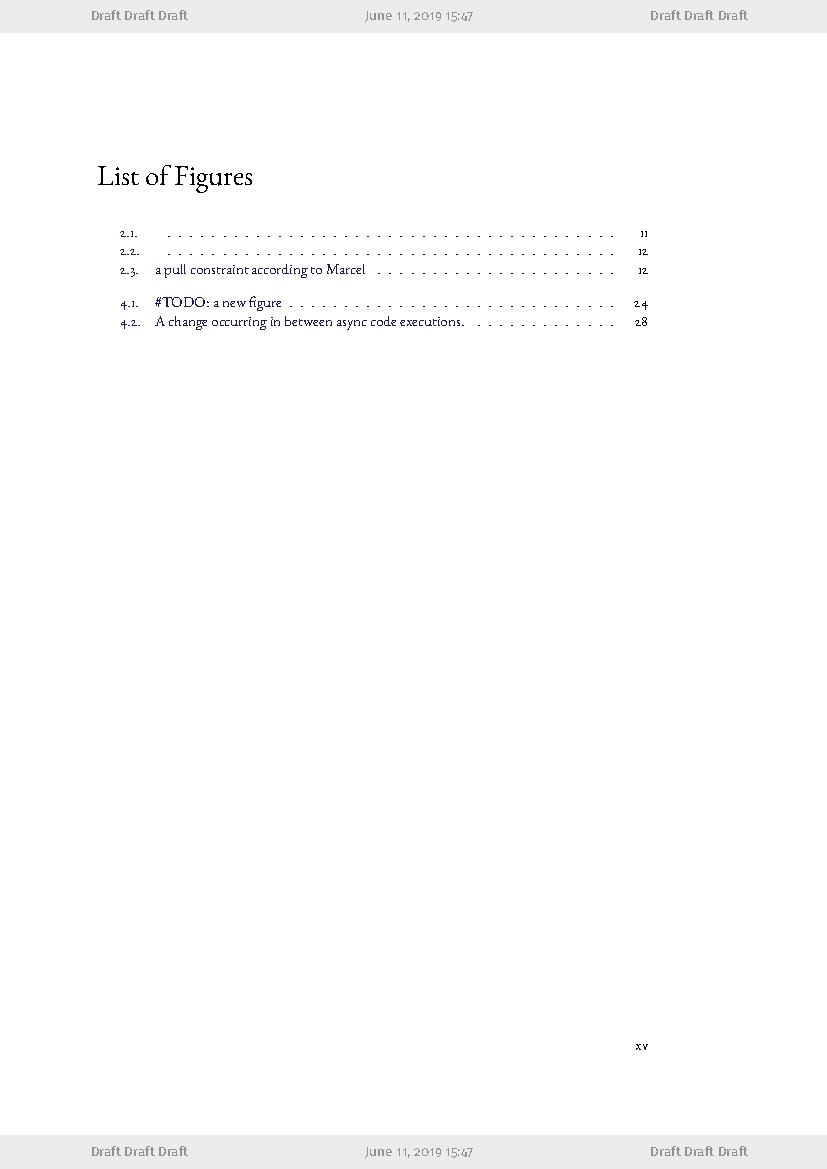 Draft Draft Draft June 11, 2019 15:47 Draft Draft Draft
List of Figures
2.1. . . . . . . . . . . . . . . . . . . . . . . . . . . . . . . . . . . . . . . . . . 11
2.2. . . . . . . . . . . . . . . . . . . . . . . . . . . . . . . . . . . . . . . . . . 12
2.3. a pull constraint according to Marcel . . . . . . . . . . . . . . . . . . . . . . 12
4.1. #TODO: a new figure . . . . . . . . . . . . . . . . . . . . . . . . . . . . . . 24
4.2. A change occurring in between async code executions. . . . . . . . . . . . . . 28
xv
Draft Draft Draft June 11, 2019 15:47 Draft Draft Draft